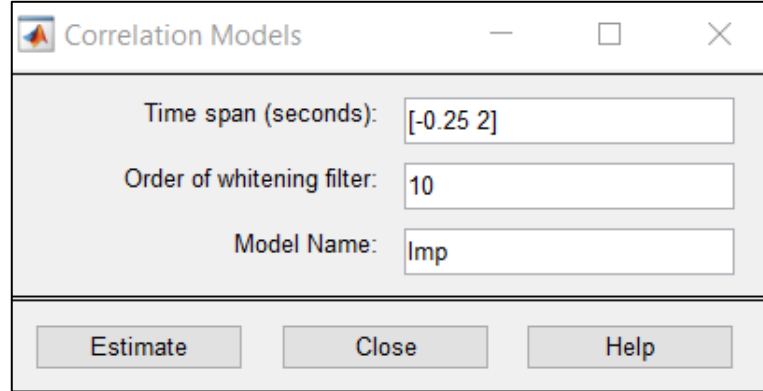 Correlation Models
Time span (seconds): [-0.25 2]
Order of whitening filter: 10
Model Name: Imp
Estimate Close Help